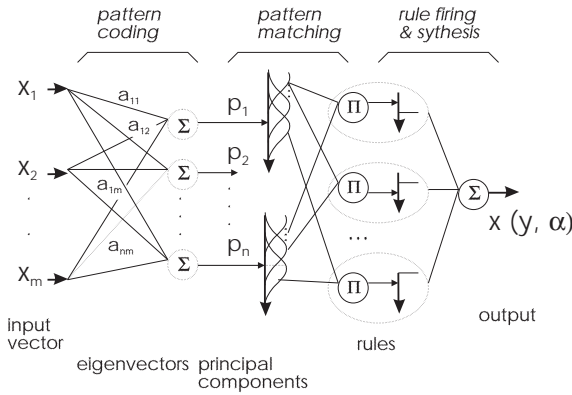 pattern
coding
pattern
matching
rule firing
& sythesis
X1
X2
.
.
Xm
a11
a12
a1m
anm
Σ
Σ
.
.
Σ
p1
p2
.
.
pn
Π
Π
...
Π
Σ
x (y, α)
input
vector
eigenvectors
principal
components
rules
output